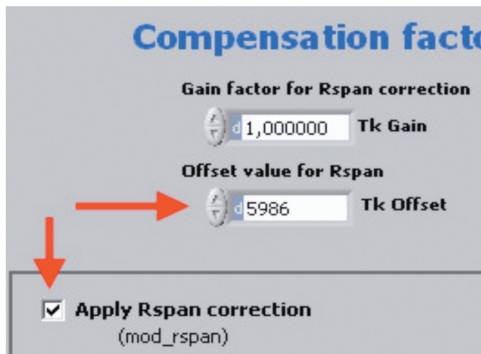 Compensation facto
Gain factor for Rspan correction
d 1,000000 Tk Gain
Offset value for Rspan
d 5986 Tk Offset
Apply Rspan correction
(mod_rspan)